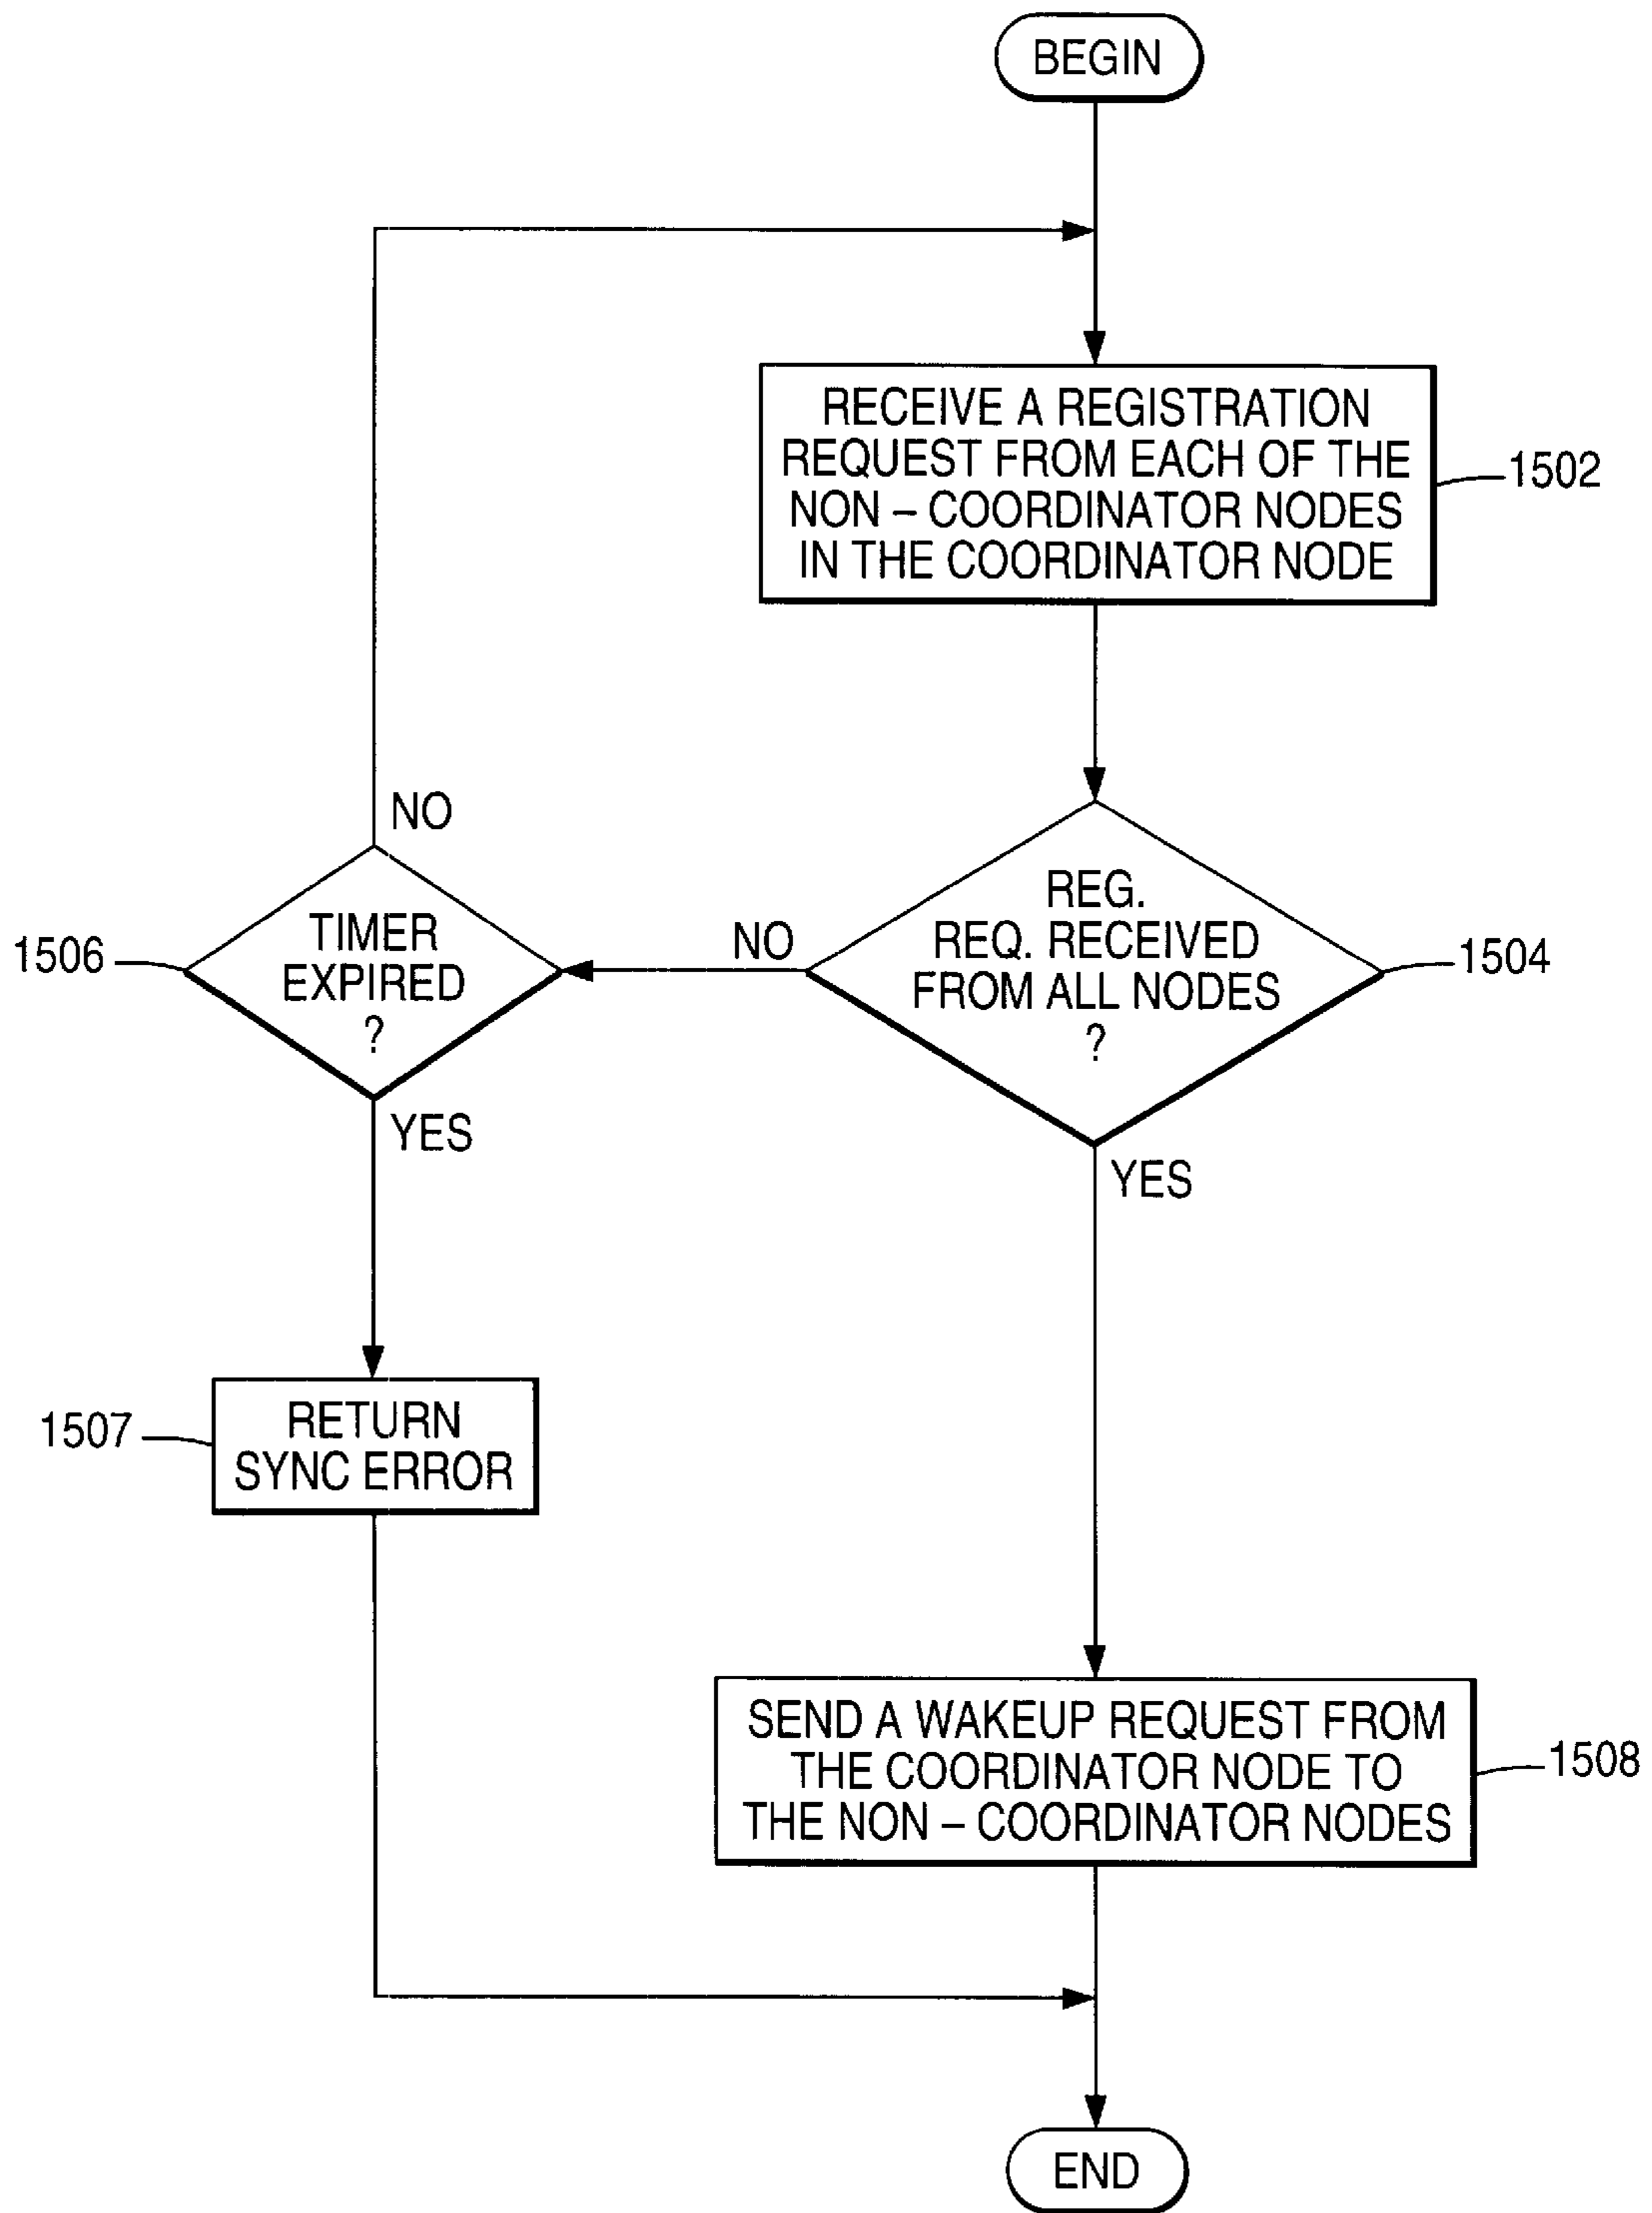 BEGIN
RECEIVE A REGISTRATION
REQUEST FROM EACH OF THE
NON – COORDINATOR NODES
IN THE COORDINATOR NODE
1502
NO
TIMER
EXPIRED
?
1506
YES
NO
REG.
REQ. RECEIVED
FROM ALL NODES
?
1504
YES
RETURN
SYNC ERROR
1507
SEND A WAKEUP REQUEST FROM
THE COORDINATOR NODE TO
THE NON – COORDINATOR NODES
1508
END